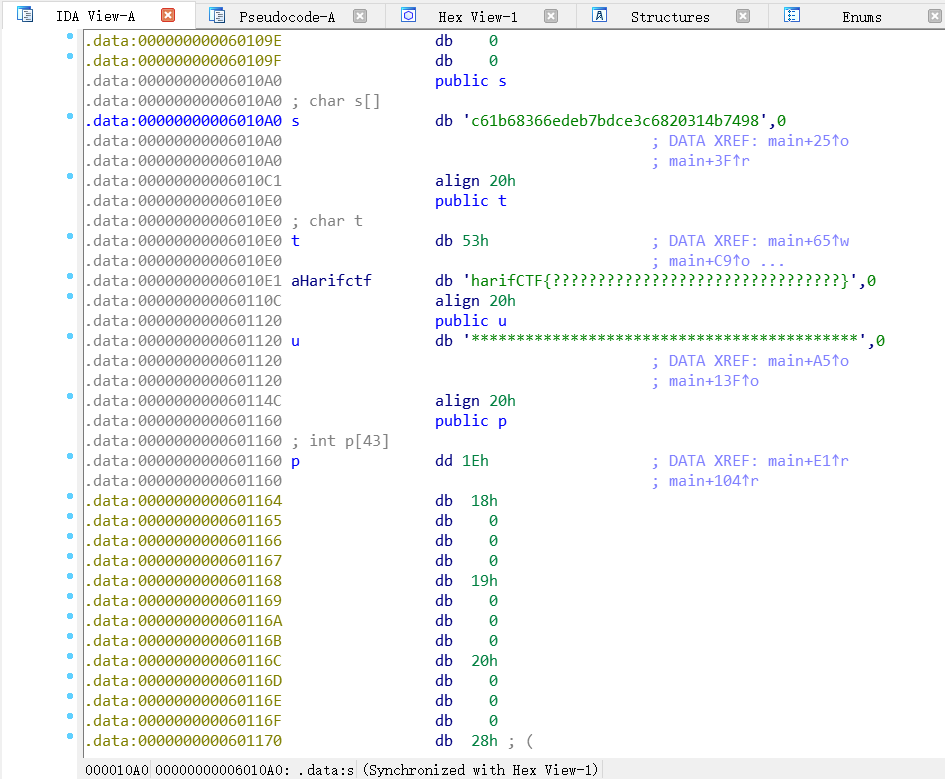 IDA View-A Pseudocode-A Hex View-1 Structures Enums
.data:000000000060109E db 0
.data:000000000060109F db 0
.data:00000000006010A0 public s
.data:00000000006010A0 ; char s[]
.data:00000000006010A0 s db 'c61b68366edeb7bdce3c6820314b7498',0
.data:00000000006010A0 ; DATA XREF: main+25↑o
.data:00000000006010A0 ; main+3F↑r
.data:00000000006010C1 align 20h
.data:00000000006010E0 public t
.data:00000000006010E0 ; char t
.data:00000000006010E0 t db 53h ; DATA XREF: main+65↑w
.data:00000000006010E0 ; main+C9↑o ...
.data:00000000006010E1 aHarifctf db 'harifCTF{????????????????????????????????}',0
.data:000000000060110C align 20h
.data:0000000000601120 public u
.data:0000000000601120 u db '*******************************************',0
.data:0000000000601120 ; DATA XREF: main+A5↑o
.data:0000000000601120 ; main+13F↑o
.data:000000000060114C align 20h
.data:0000000000601160 public p
.data:0000000000601160 ; int p[43]
.data:0000000000601160 p dd 1Eh ; DATA XREF: main+E1↑r
.data:0000000000601160 ; main+104↑r
.data:0000000000601164 db 18h
.data:0000000000601165 db 0
.data:0000000000601166 db 0
.data:0000000000601167 db 0
.data:0000000000601168 db 19h
.data:0000000000601169 db 0
.data:000000000060116A db 0
.data:000000000060116B db 0
.data:000000000060116C db 20h
.data:000000000060116D db 0
.data:000000000060116E db 0
.data:000000000060116F db 0
.data:0000000000601170 db 28h ; (
000010A0 00000000006010A0: .data:s (Synchronized with Hex View-1)